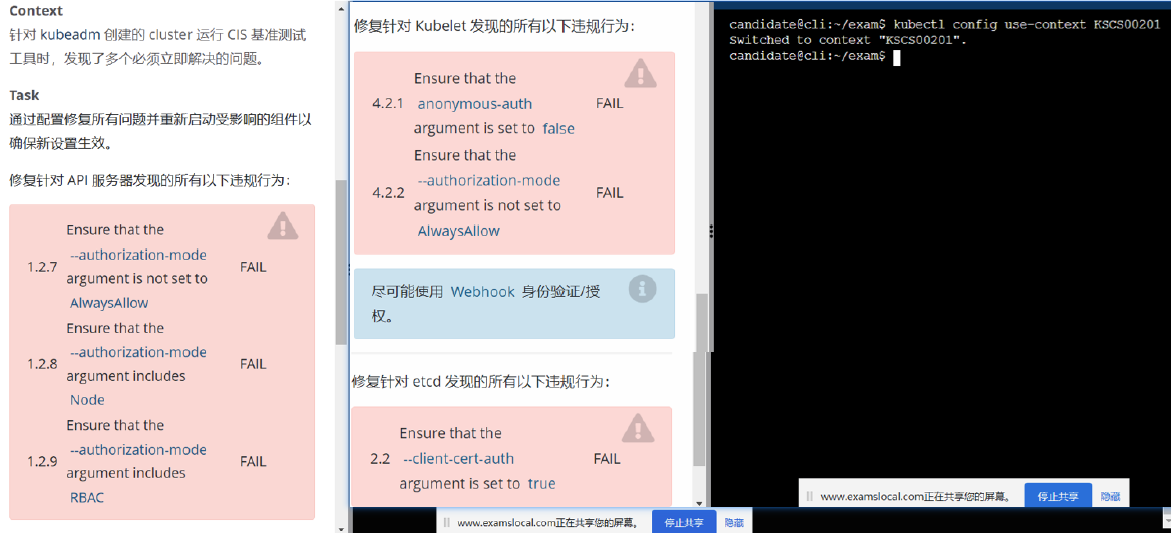 Context
针对 kubeadm 创建的 cluster 运行 CIS 基准测试
工具时，发现了多个必须立即解决的问题。
Task
通过配置修复所有问题并重新启动受影响的组件以
确保新设置生效。
修复针对 API 服务器发现的所有以下违规行为：
Ensure that the
--authorization-mode
1.2.7 argument is not set to FAIL
AlwaysAllow
Ensure that the
--authorization-mode
1.2.8 argument includes FAIL
Node
Ensure that the
--authorization-mode
1.2.9 argument includes FAIL
RBAC
修复针对 Kubelet 发现的所有以下违规行为：
Ensure that the
4.2.1 anonymous-auth FAIL
argument is set to false
Ensure that the
--authorization-mode
4.2.2 argument is not set to FAIL
AlwaysAllow
尽可能使用 Webhook 身份验证/授
权。
修复针对 etcd 发现的所有以下违规行为：
Ensure that the
2.2 --client-cert-auth FAIL
argument is set to true
candidate@cli:~/exam$ kubectl config use-context KSCS00201
Switched to context "KSCS00201".
candidate@cli:~/exam$
www.examslocal.com正在共享您的屏幕。 停止共享 隐藏
www.examslocal.com正在共享您的屏幕。 停止共享 隐藏